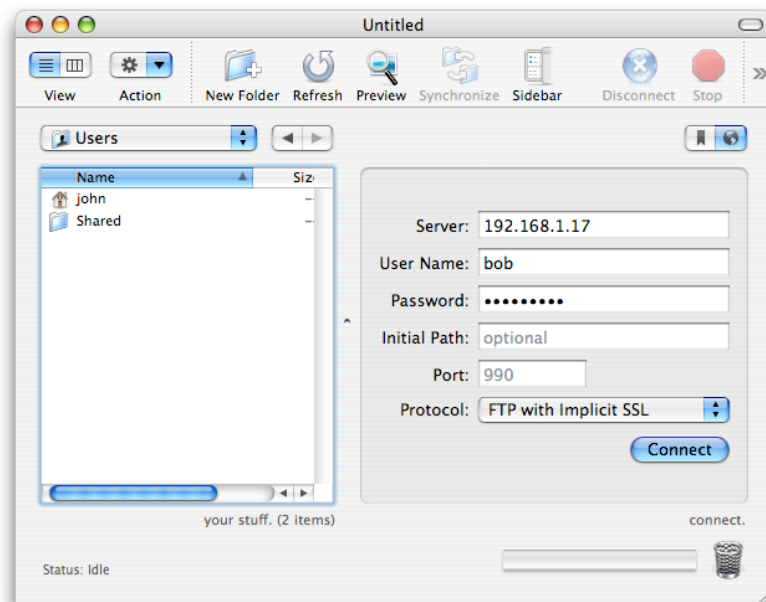 Untitled
View Action New Folder Refresh Preview Synchronize Sidebar Disconnect Stop
Users
Name
john
Shared
Server: 192.168.1.17
User Name: bob
Password: •••••••••
Initial Path: optional
Port: 990
Protocol: FTP with Implicit SSL
Connect
your stuff. (2 items)
connect.
Status: Idle